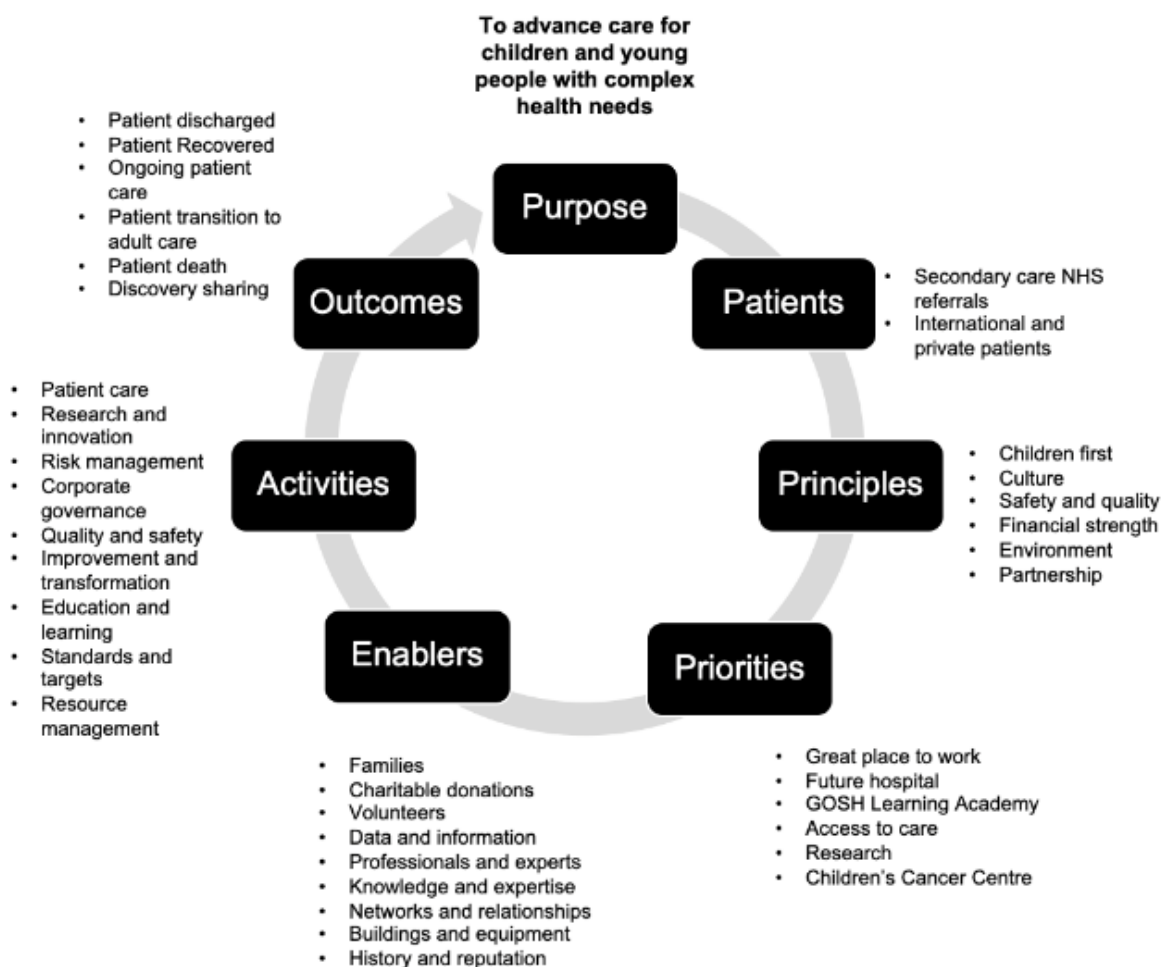 To advance care for
children and young
people with complex
health needs
Purpose
Patients
• Secondary care NHS
referrals
• International and
private patients
Principles
• Children first
• Culture
• Safety and quality
• Financial strength
• Environment
• Partnership
Priorities
• Great place to work
• Future hospital
• GOSH Learning Academy
• Access to care
• Research
• Children's Cancer Centre
Enablers
• Families
• Charitable donations
• Volunteers
• Data and information
• Professionals and experts
• Knowledge and expertise
• Networks and relationships
• Buildings and equipment
• History and reputation
Activities
• Patient care
• Research and
innovation
• Risk management
• Corporate
governance
• Quality and safety
• Improvement and
transformation
• Education and
learning
• Standards and
targets
• Resource
management
Outcomes
• Patient discharged
• Patient Recovered
• Ongoing patient
care
• Patient transition to
adult care
• Patient death
• Discovery sharing